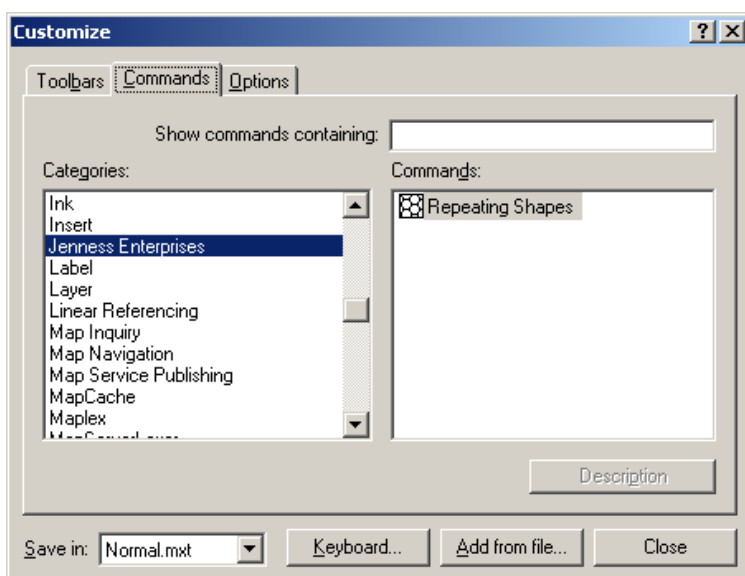 Customize
Toolbars Commands Options
Show commands containing:
Categories: Commands:
Ink
Insert
Jenness Enterprises
Label
Layer
Linear Referencing
Map Inquiry
Map Navigation
Map Service Publishing
MapCache
Maplex
Repeating Shapes
Description
Save in: Normal.mxt Keyboard... Add from file... Close